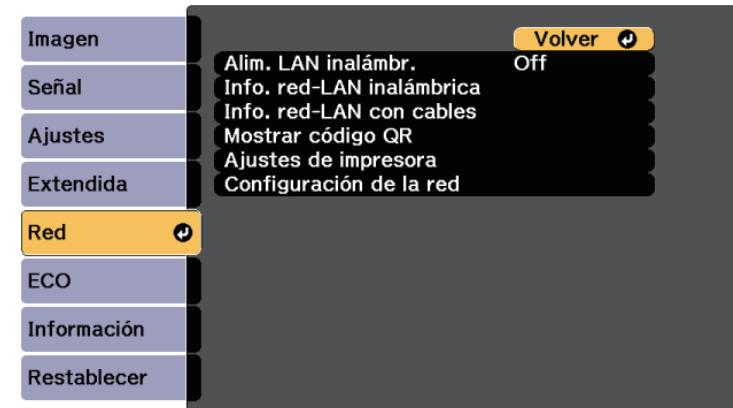 Imagen
Señal
Ajustes
Extendida
Red
ECO
Información
Restablecer
Volver
Alim. LAN inalámbr. Off
Info. red-LAN inalámbrica
Info. red-LAN con cables
Mostrar código QR
Ajustes de impresora
Configuración de la red